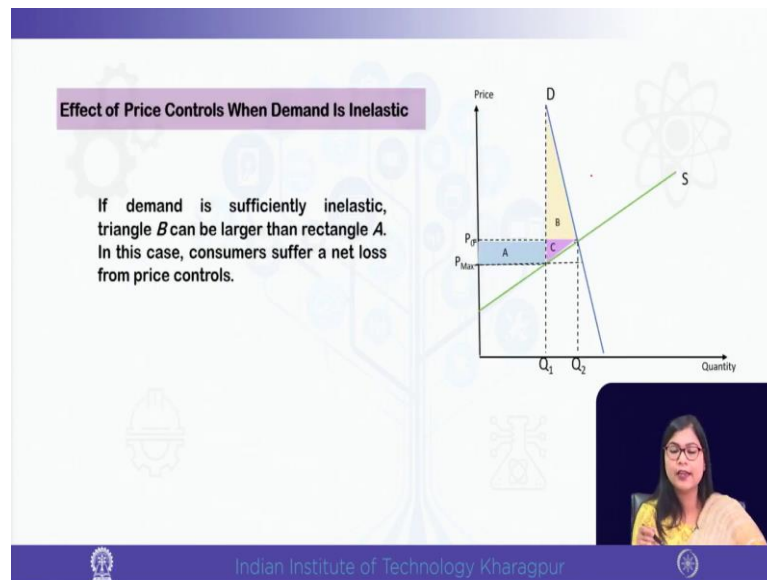 Effect of Price Controls When Demand Is Inelastic
If demand is sufficiently inelastic,
triangle B can be larger than rectangle A.
In this case, consumers suffer a net loss
from price controls.
Price
D
S
B
P0
A
C
PMax
Q1
Q2
Quantity
Indian Institute of Technology Kharagpur